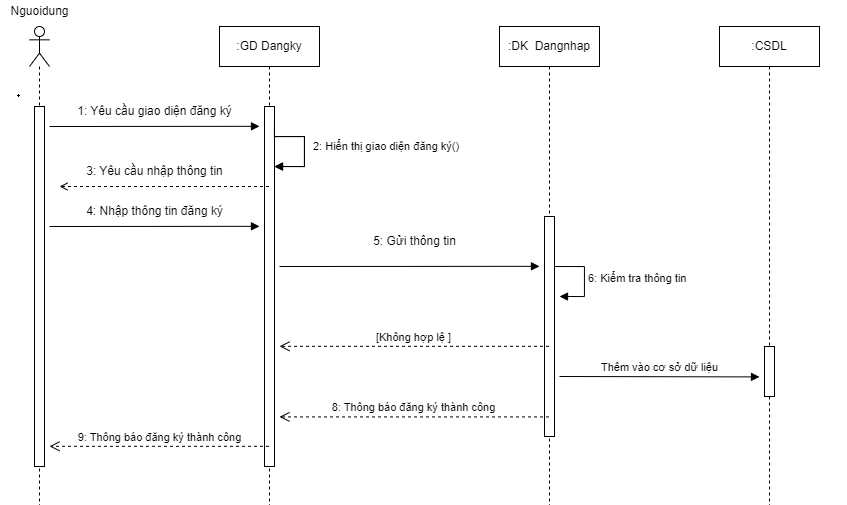 Nguoidung
:GD Dangky
:DK Dangnhap
:CSDL
1: Yêu cầu giao diện đăng ký
2: Hiển thị giao diện đăng ký()
3: Yêu cầu nhập thông tin
4: Nhập thông tin đăng ký
5: Gửi thông tin
6: Kiểm tra thông tin
[Không hợp lệ ]
Thêm vào cơ sở dữ liệu
8: Thông báo đăng ký thành công
9: Thông báo đăng ký thành công